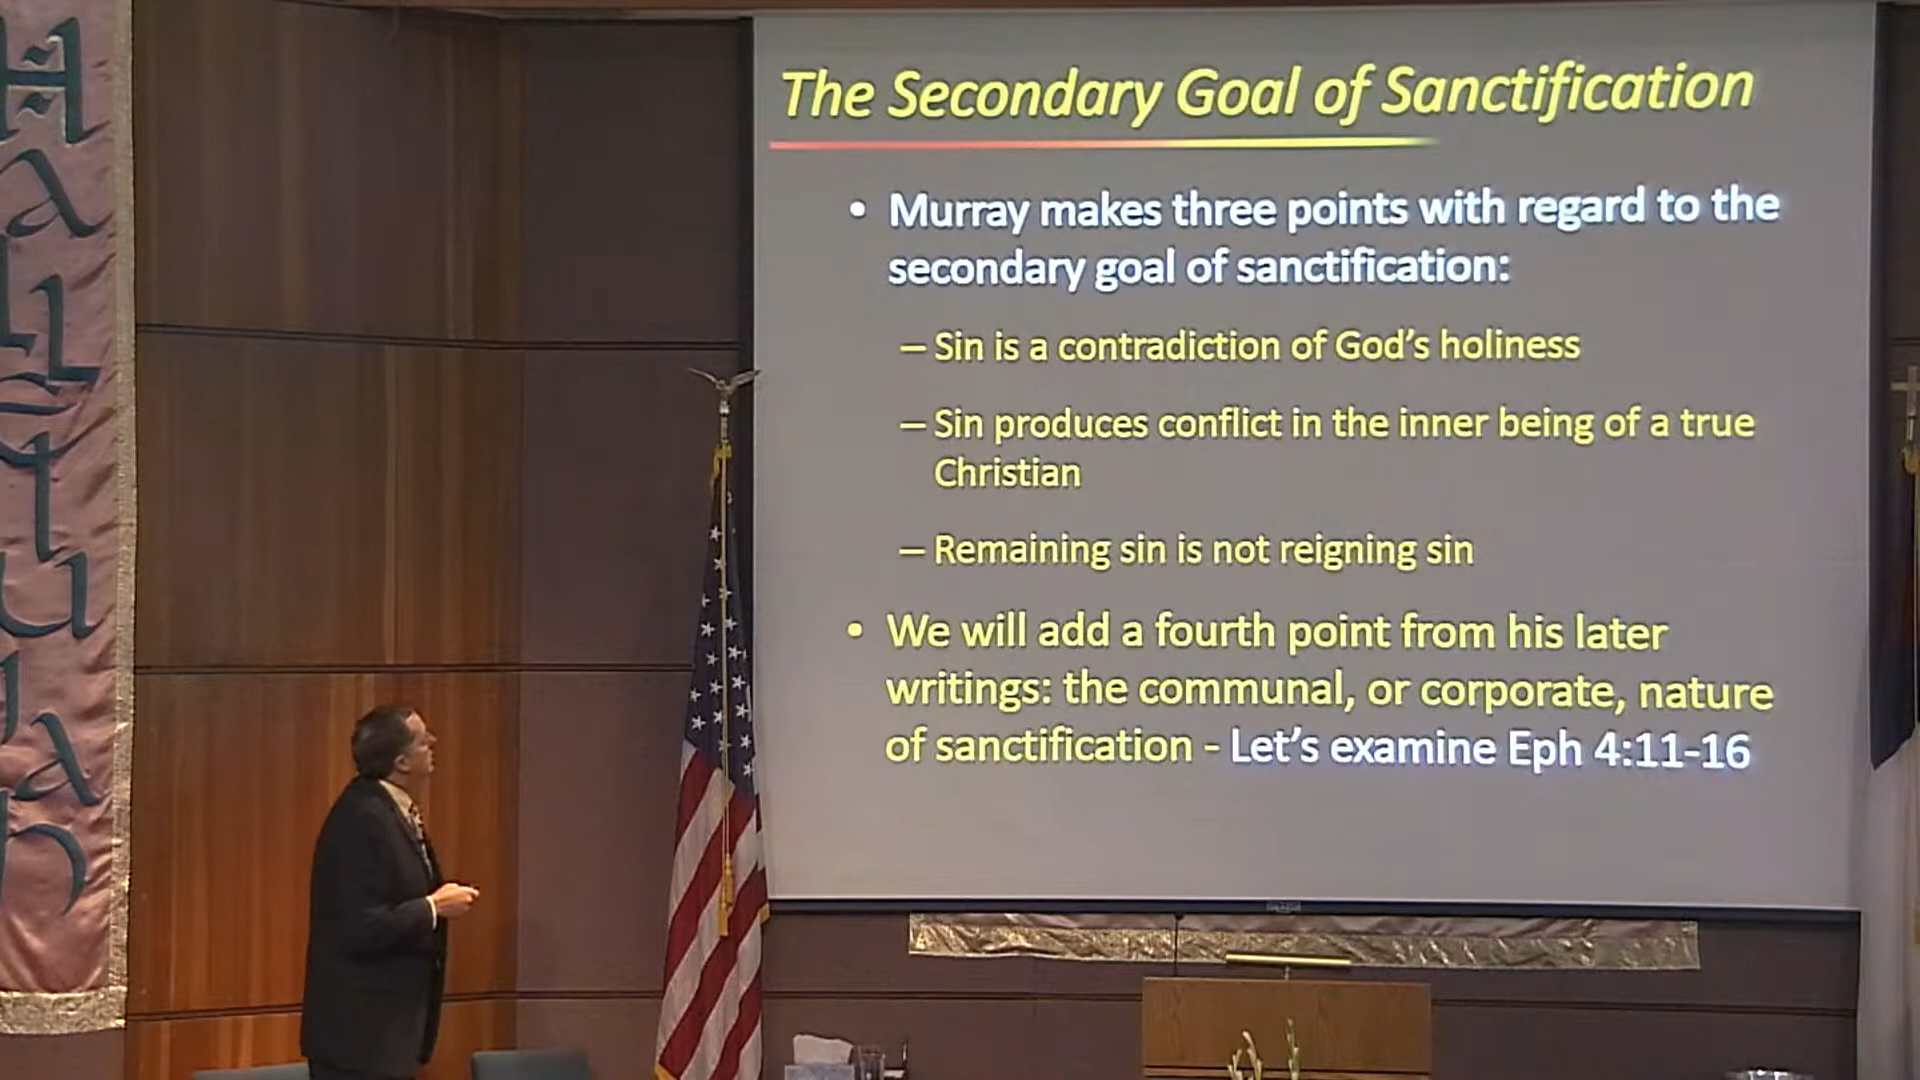 HalleluJah
The Secondary Goal of Sanctification
• Murray makes three points with regard to the
secondary goal of sanctification:
– Sin is a contradiction of God's holiness
– Sin produces conflict in the inner being of a true
Christian
– Remaining sin is not reigning sin
• We will add a fourth point from his later
writings: the communal, or corporate, nature
of sanctification - Let's examine Eph 4:11-16